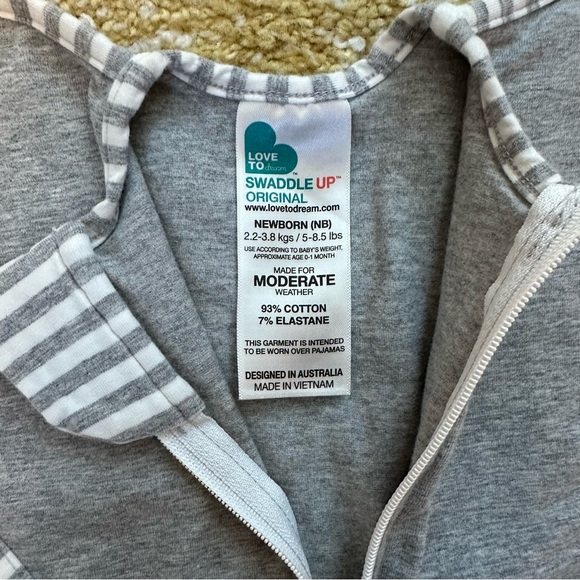 LOVE
TO dream
SWADDLE UP™
ORIGINAL
www.lovetodream.com
NEWBORN (NB)
2.2-3.8 kgs / 5-8.5 lbs
USE ACCORDING TO BABY'S WEIGHT.
APPROXIMATE AGE 0-1 MONTH
MADE FOR
MODERATE
WEATHER
93% COTTON
7% ELASTANE
THIS GARMENT IS INTENDED
TO BE WORN OVER PAJAMAS
DESIGNED IN AUSTRALIA
MADE IN VIETNAM